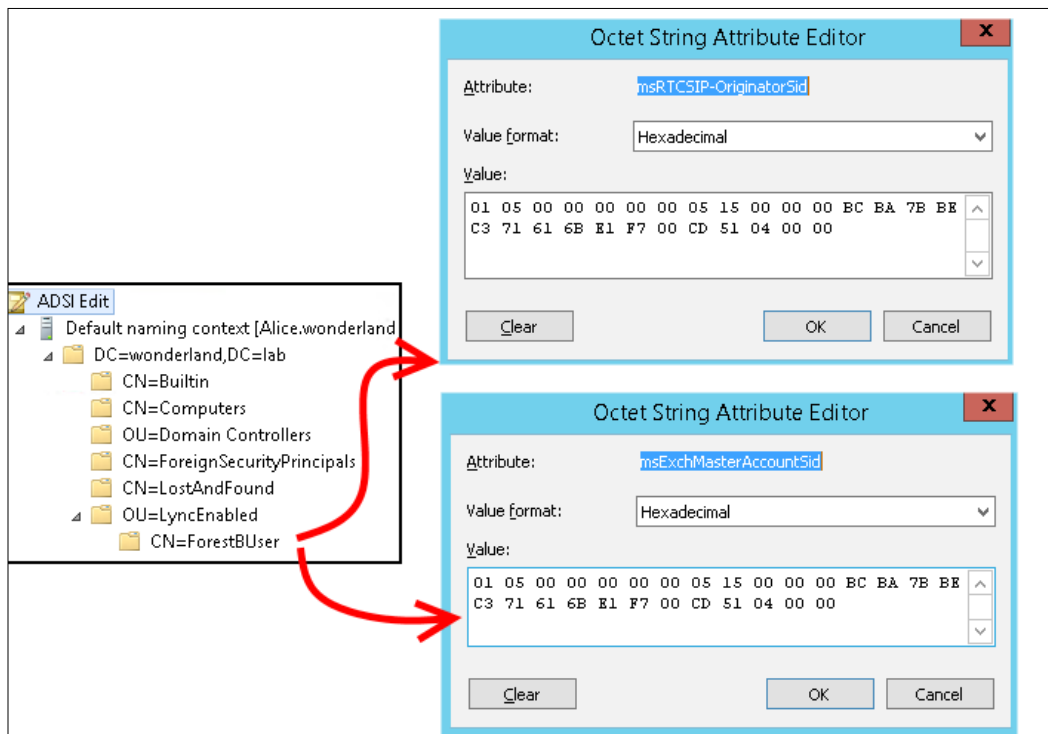 Octet String Attribute Editor
x
Attribute:
msRTCSIP-OriginatorSid
Value format:
Hexadecimal
Value:
01 05 00 00 00 00 00 05 15 00 00 00 BC BA 7B BE
C3 71 61 6B E1 F7 00 CD 51 04 00 00
Clear
OK
Cancel
ADSI Edit
Default naming context [Alice.wonderland
DC=wonderland,DC=lab
CN=Builtin
CN=Computers
OU=Domain Controllers
CN=ForeignSecurityPrincipals
CN=LostAndFound
OU=LyncEnabled
CN=ForestBUser
Octet String Attribute Editor
x
Attribute:
msExchMasterAccountSid
Value format:
Hexadecimal
Value:
01 05 00 00 00 00 00 05 15 00 00 00 BC BA 7B BE
C3 71 61 6B E1 F7 00 CD 51 04 00 00
Clear
OK
Cancel